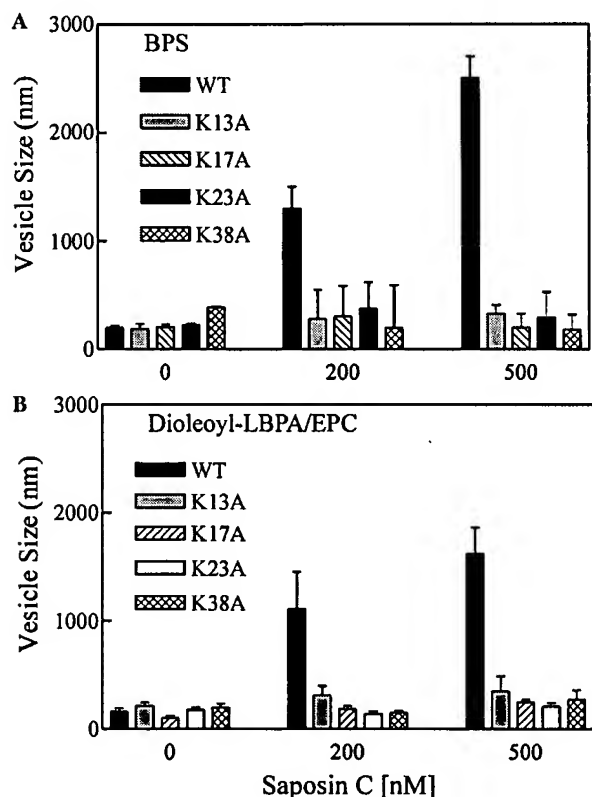 A
3000
BPS
WT
K13A
K17A
K23A
K38A
2000
1000
0
Vesicle Size (nm)
0 200 500
B
3000
Dioleoyl-LBPA/EPC
WT
K13A
K17A
K23A
K38A
2000
1000
0
Vesicle Size (nm)
0 200 500
Saposin C [nM]